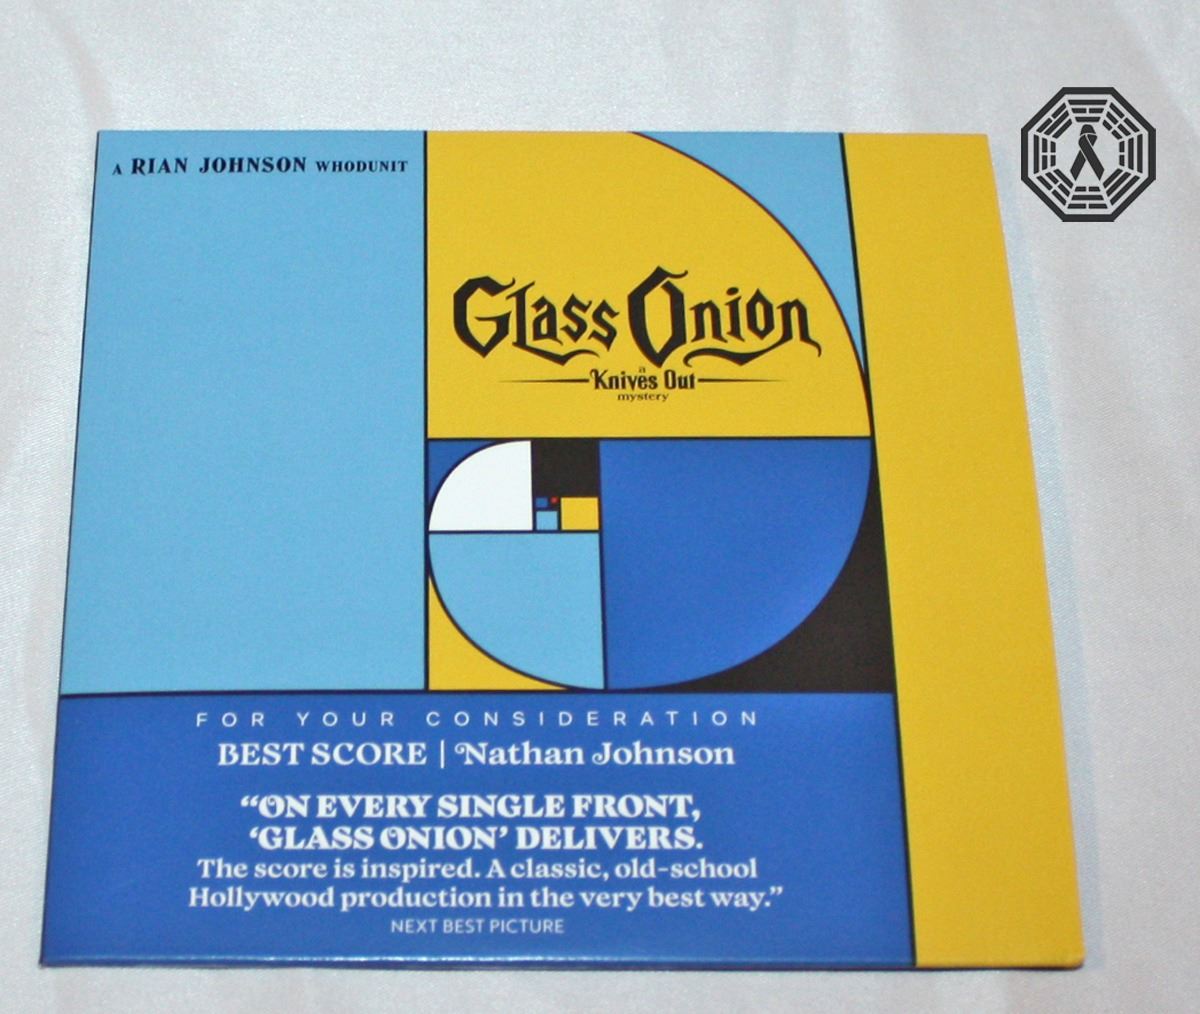 A RIAN JOHNSON WHODUNIT
Glass Onion
a
Knives Out
mystery
FOR YOUR CONSIDERATION
BEST SCORE | Nathan Johnson
“ON EVERY SINGLE FRONT,
‘GLASS ONION’ DELIVERS.
The score is inspired. A classic, old-school
Hollywood production in the very best way.”
NEXT BEST PICTURE